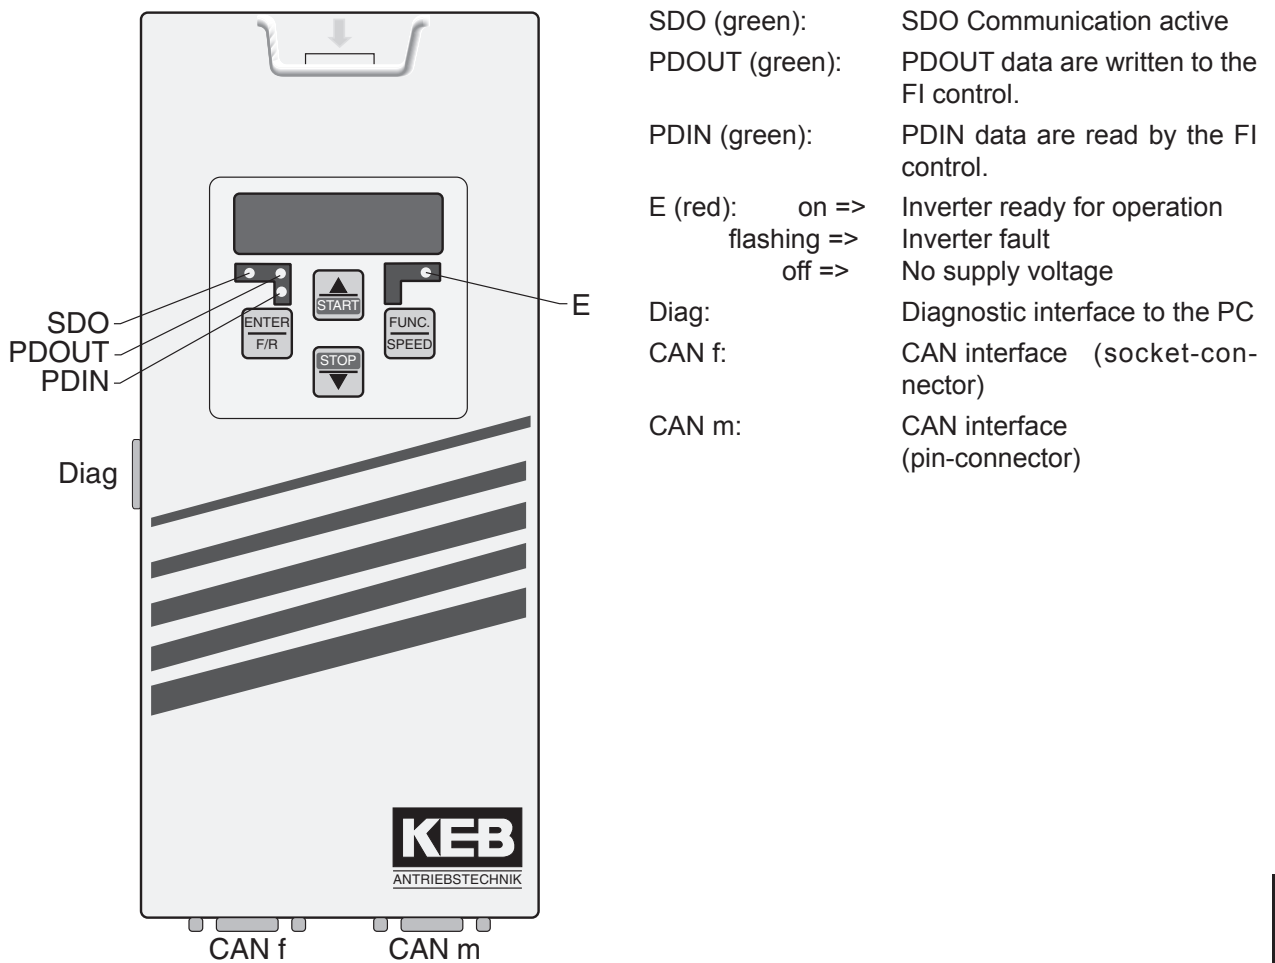 START
ENTER
F/R
FUNC.
SPEED
STOP
SDO
PDOUT
PDIN
E
Diag
KEB
ANTRIEBSTECHNIK
CAN f
CAN m
SDO (green): SDO Communication active
PDOUT (green): PDOUT data are written to the
FI control.
PDIN (green): PDIN data are read by the FI
control.
E (red): on => Inverter ready for operation
flashing => Inverter fault
off => No supply voltage
Diag: Diagnostic interface to the PC
CAN f: CAN interface (socket-con-
nector)
CAN m: CAN interface
(pin-connector)